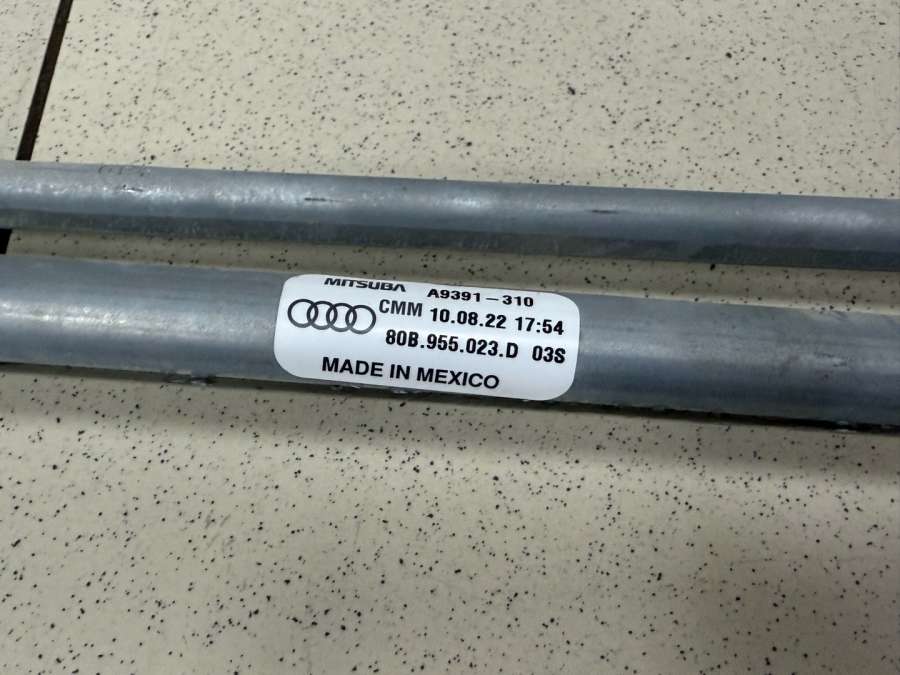 MITSUBA A9391-310
CMM 10.08.22 17:54
80B.955.023.D 03S
MADE IN MEXICO